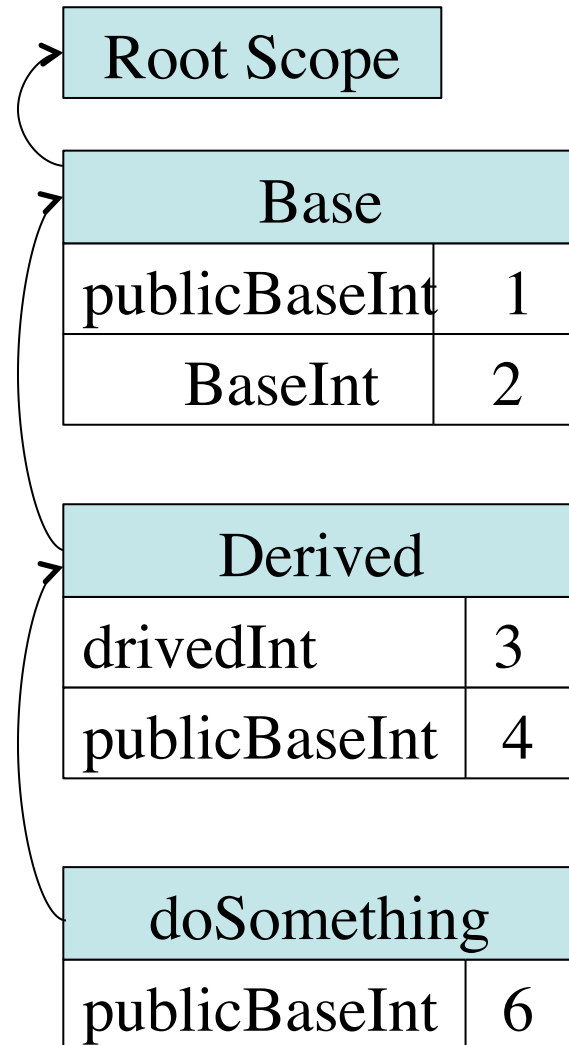 Root Scope
Base
publicBaseInt 1
BaseInt 2
Derived
drivedInt 3
publicBaseInt 4
doSomething
publicBaseInt 6